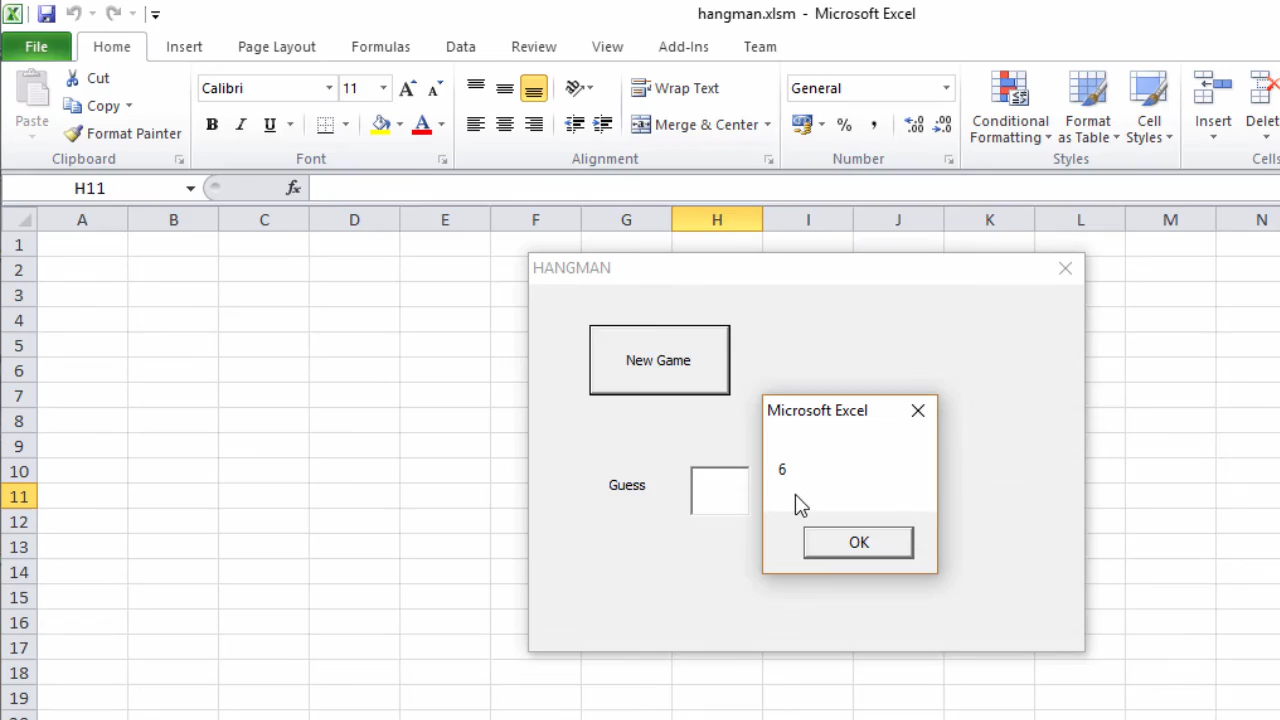 hangman.xlsm - Microsoft Excel
File Home Insert Page Layout Formulas Data Review View Add-Ins Team
Paste
Cut
Copy
Format Painter
Clipboard
Calibri 11 A A
B I U A
Font
Wrap Text
Merge & Center
Alignment
General
% ,
Number
Conditional Formatting
Format as Table
Cell Styles
Styles
Insert
Delet
Cells
H11 fx
A B C D E F G H I J K L M N
1
2
3
4
5
6
7
8
9
10
11
12
13
14
15
16
17
18
19
HANGMAN
New Game
Guess
Microsoft Excel
6
OK